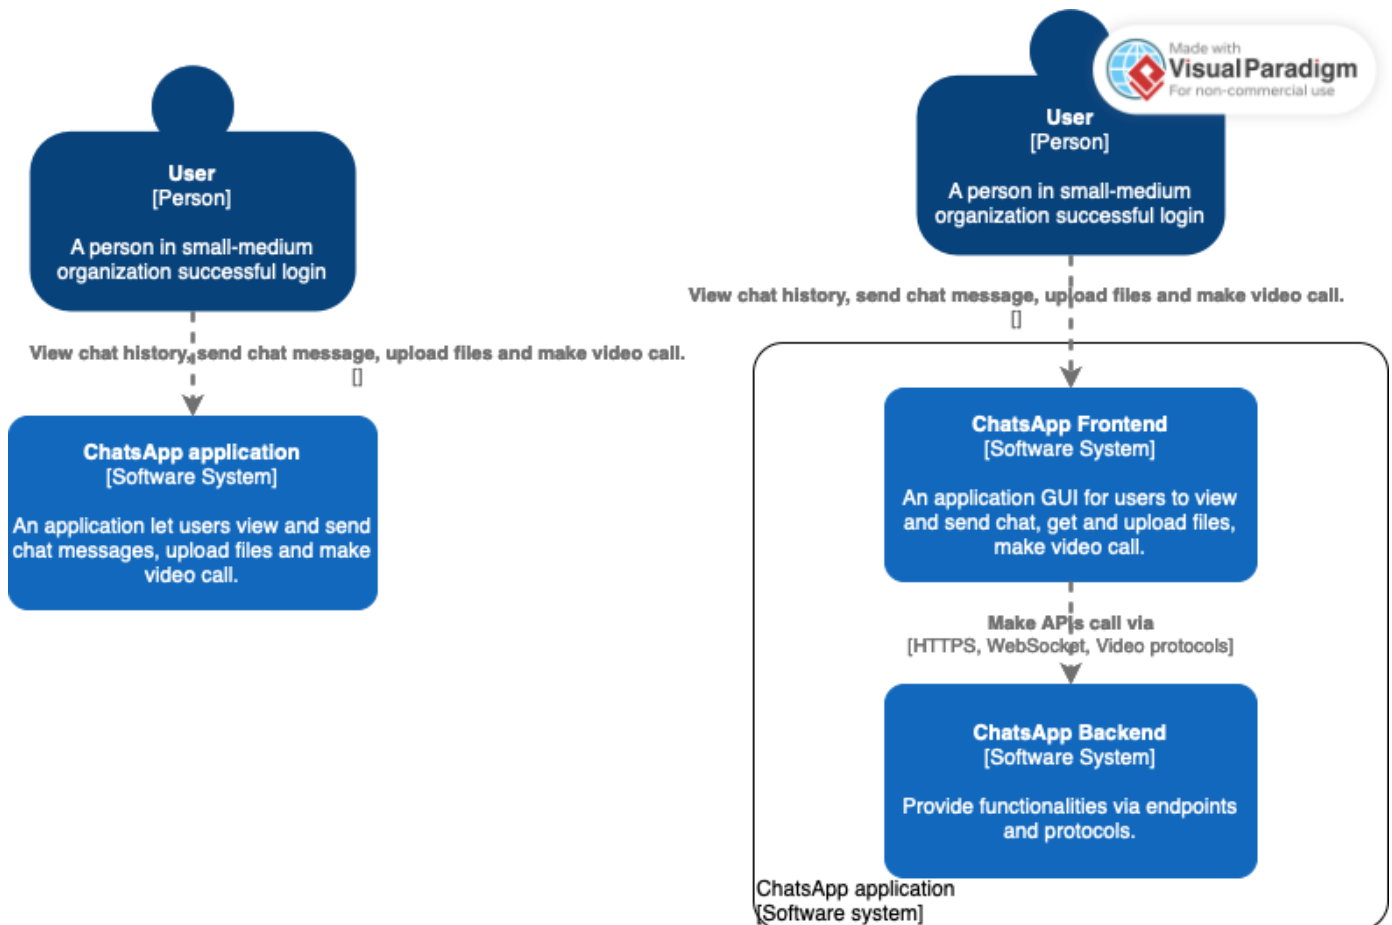 User
[Person]
A person in small-medium
organization successful login
View chat history, send chat message, upload files and make video call.
[]
ChatsApp application
[Software System]
An application let users view and send
chat messages, upload files and make
video call.
Made with
Visual Paradigm
For non-commercial use
User
[Person]
A person in small-medium
organization successful login
View chat history, send chat message, upload files and make video call.
[]
ChatsApp Frontend
[Software System]
An application GUI for users to view
and send chat, get and upload files,
make video call.
Make APIs call via
[HTTPS, WebSocket, Video protocols]
ChatsApp Backend
[Software System]
Provide functionalities via endpoints
and protocols.
ChatsApp application
[Software system]